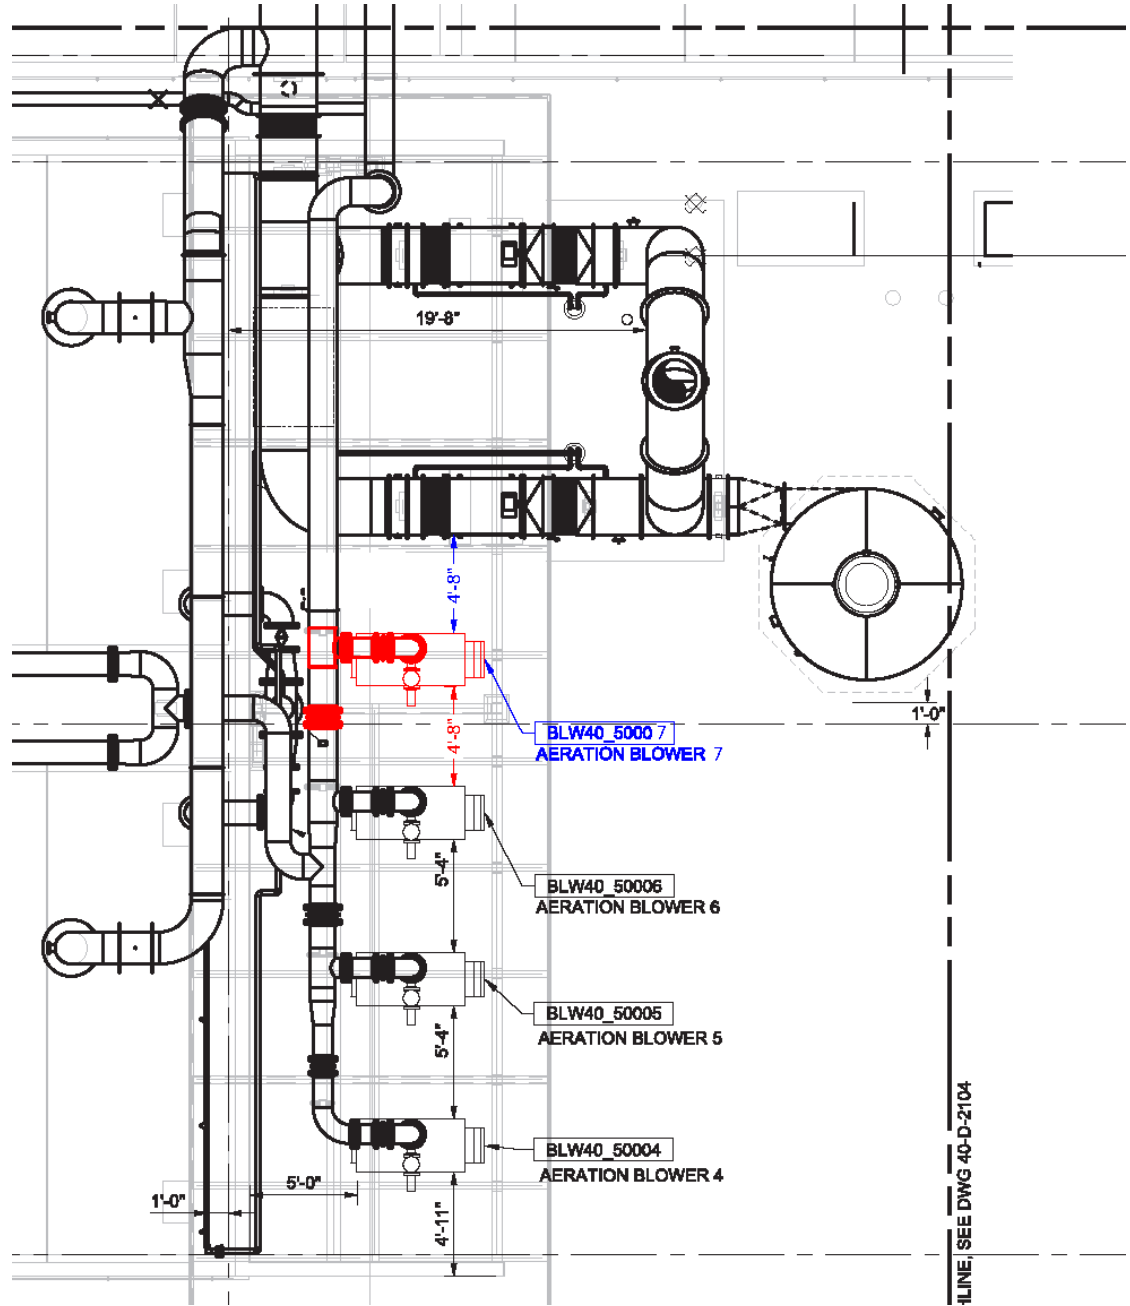 19'-8"
4'-8"
1'-0"
BLW40_5000 7
AERATION BLOWER 7
4'-8"
BLW40_50006
AERATION BLOWER 6
5'-4"
BLW40_50005
AERATION BLOWER 5
5'-4"
BLW40_50004
AERATION BLOWER 4
5'-0"
1'-0"
4'-11"
HLINE, SEE DWG 40-D-2104